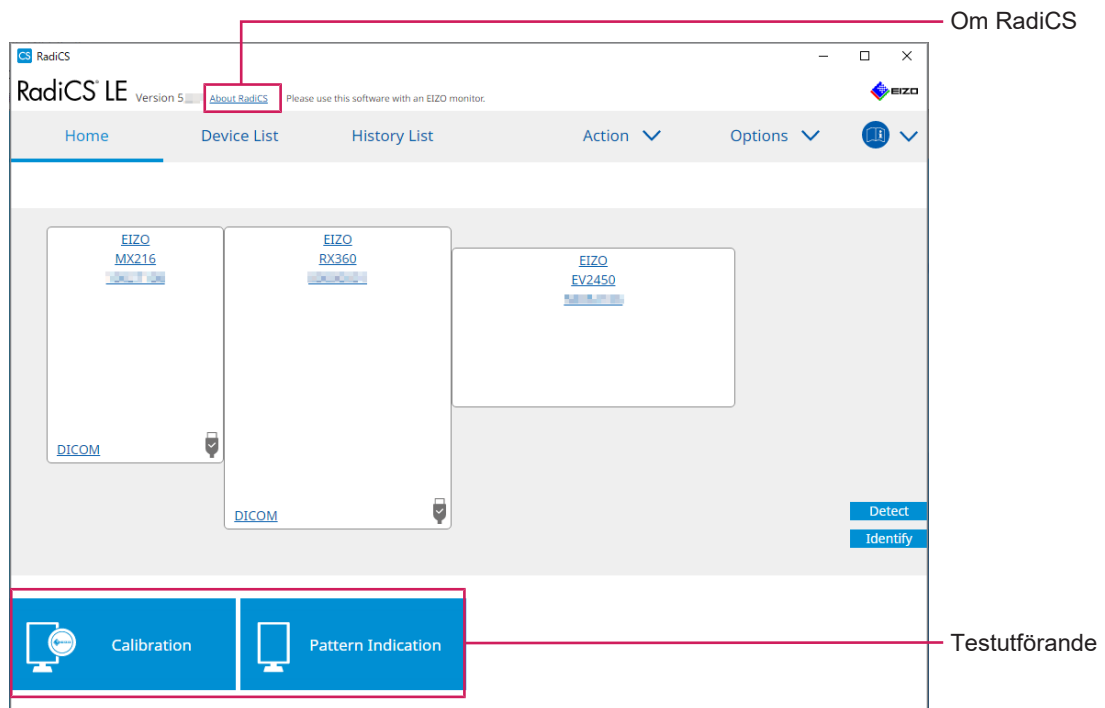 Om RadiCS
CS RadiCS
RadiCS® LE Version 5 About RadiCS Please use this software with an EIZO monitor. EIZO
Home Device List History List Action Options
EIZO
MX216
DICOM
EIZO
RX360
DICOM
EIZO
EV2450
Detect
Identify
Calibration Pattern Indication
Testutförande